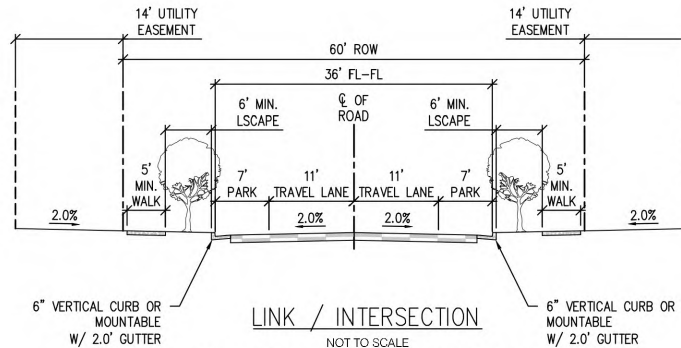 14' UTILITY
EASEMENT
14' UTILITY
EASEMENT
60' ROW
36' FL-FL
6' MIN.
LSCAPE
℄ OF
ROAD
6' MIN.
LSCAPE
5'
MIN.
WALK
7'
PARK
11'
TRAVEL LANE
11'
TRAVEL LANE
7'
PARK
5'
MIN.
WALK
2.0%
2.0%
2.0%
2.0%
6" VERTICAL CURB OR
MOUNTABLE
W/ 2.0' GUTTER
6" VERTICAL CURB OR
MOUNTABLE
W/ 2.0' GUTTER
LINK / INTERSECTION
NOT TO SCALE